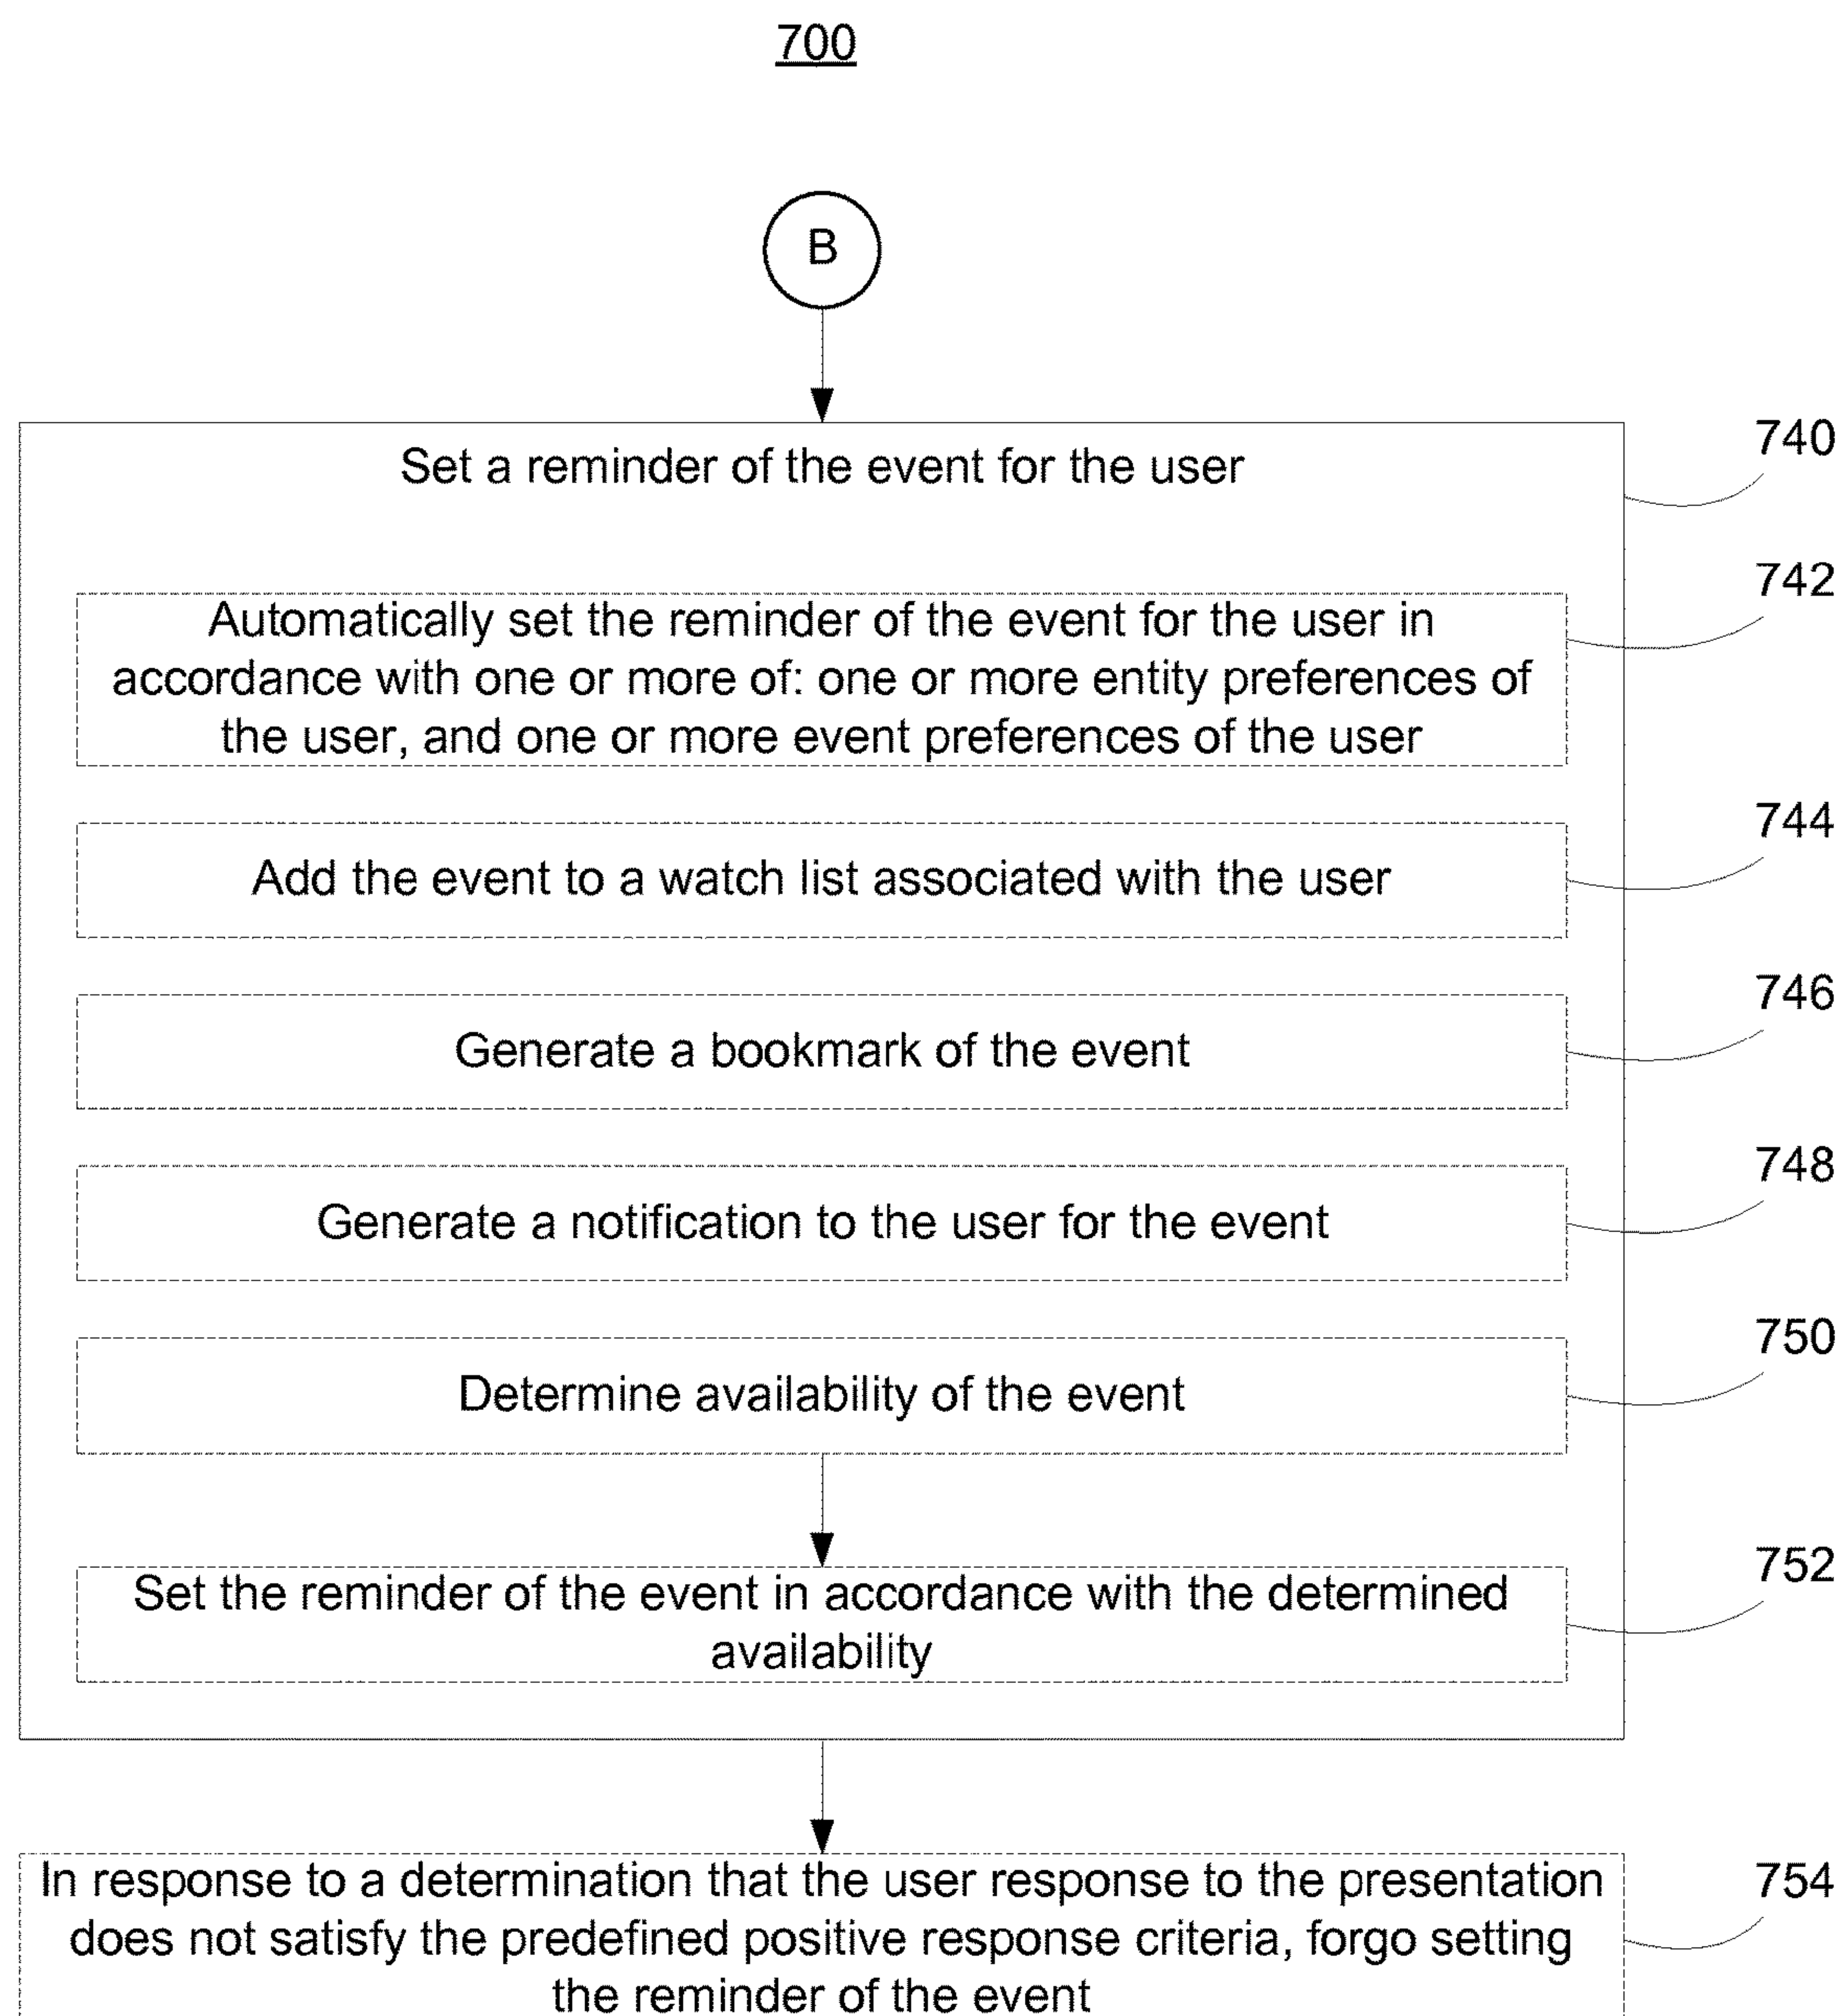 700
B
Set a reminder of the event for the user
740
Automatically set the reminder of the event for the user in
accordance with one or more of: one or more entity preferences of
the user, and one or more event preferences of the user
742
Add the event to a watch list associated with the user
744
Generate a bookmark of the event
746
Generate a notification to the user for the event
748
Determine availability of the event
750
Set the reminder of the event in accordance with the determined
availability
752
In response to a determination that the user response to the presentation
does not satisfy the predefined positive response criteria, forgo setting
the reminder of the event
754